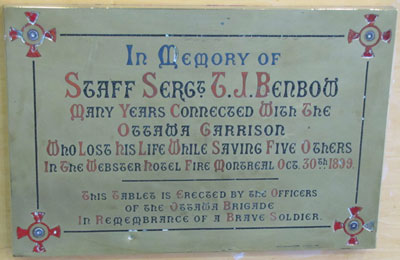 In Memory of
Staff Sergt. T.J. Benbow
Many Years Connected With the
Ottawa Garrison
Who Lost his Life While Saving Five Others
In The Webster Hotel Fire Montreal Oct. 30th 1839.
This Tablet is Erected by the Officers
of the Ottawa Brigade
In Remembrance of a Brave Soldier.